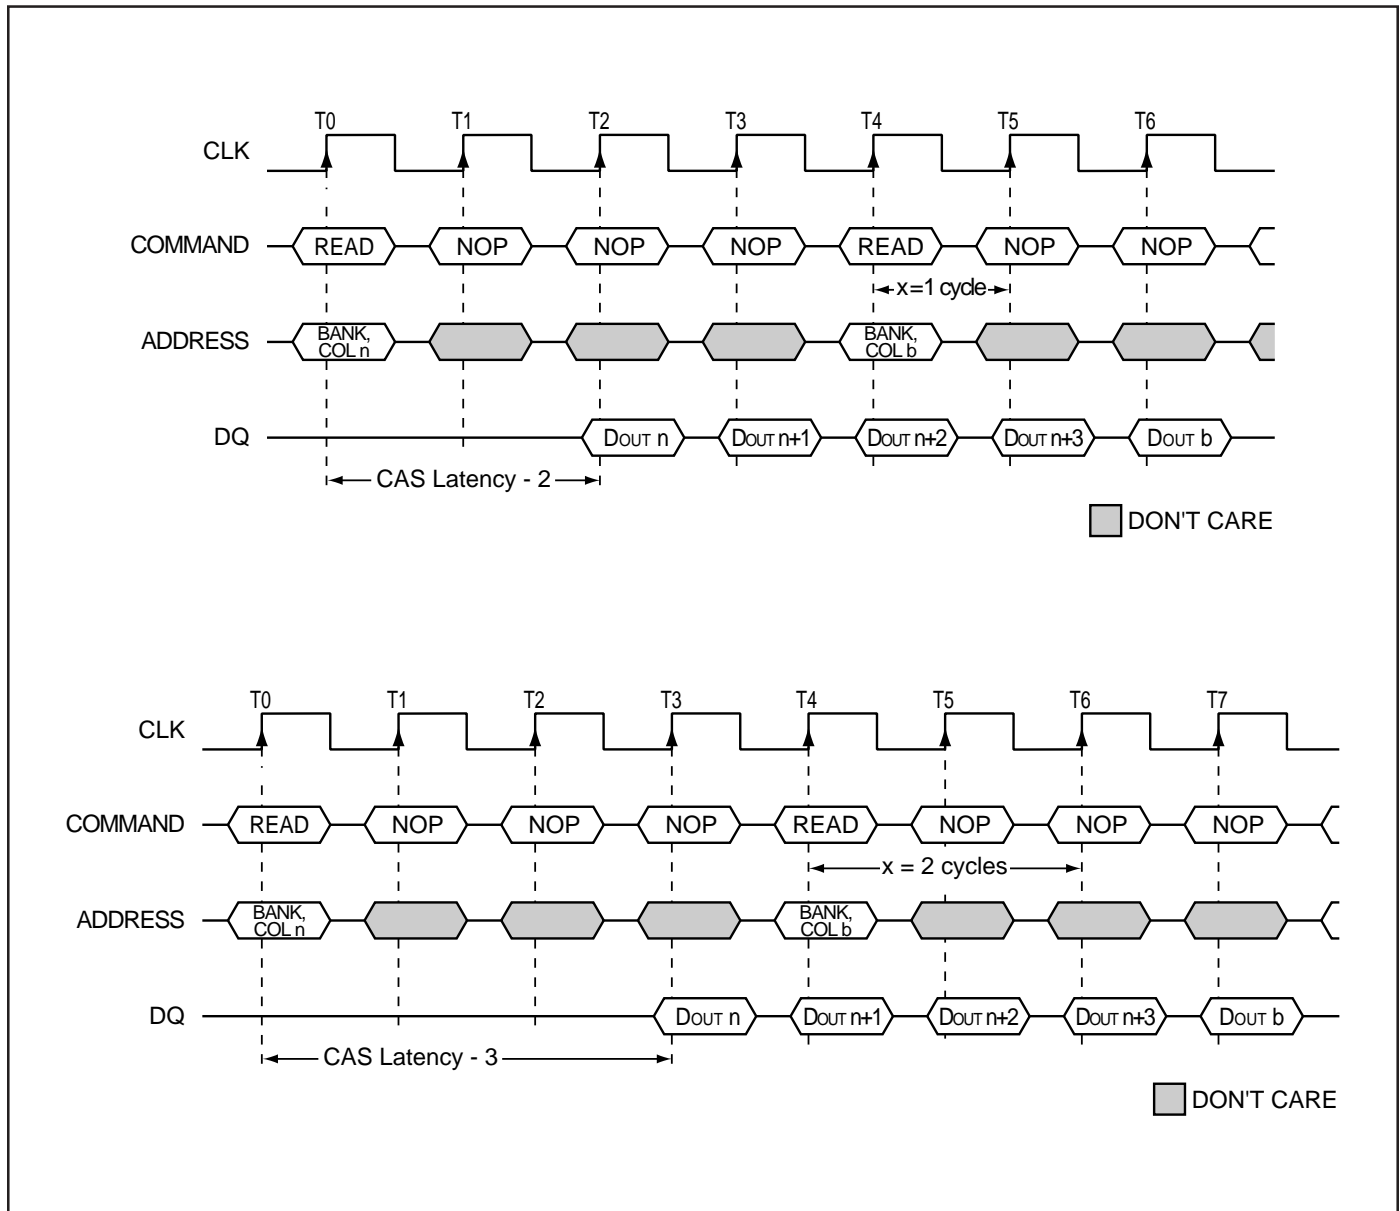 T0 T1 T2 T3 T4 T5 T6
CLK
COMMAND READ NOP NOP NOP READ NOP NOP
x=1 cycle
ADDRESS BANK, COL n BANK, COL b
DQ DOUT n DOUT n+1 DOUT n+2 DOUT n+3 DOUT b
CAS Latency - 2
DON'T CARE
T0 T1 T2 T3 T4 T5 T6 T7
CLK
COMMAND READ NOP NOP NOP READ NOP NOP NOP
x = 2 cycles
ADDRESS BANK, COL n BANK, COL b
DQ DOUT n DOUT n+1 DOUT n+2 DOUT n+3 DOUT b
CAS Latency - 3
DON'T CARE